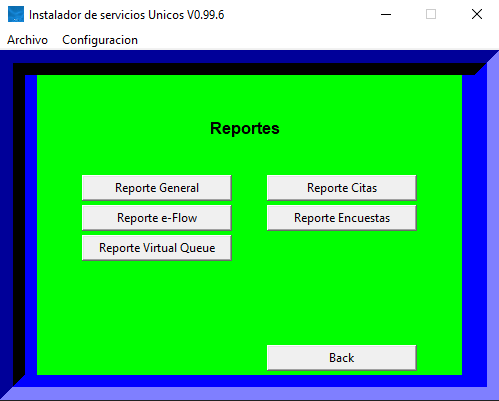 Instalador de servicios Unicos V0.99.6
Archivo Configuracion
Reportes
Reporte General Reporte Citas
Reporte e-Flow Reporte Encuestas
Reporte Virtual Queue
Back